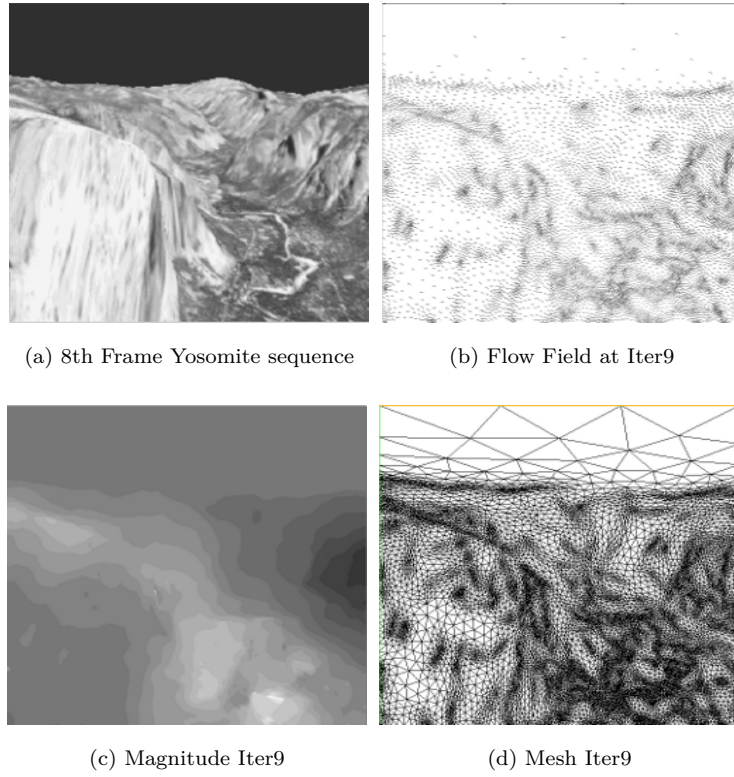 (a) 8th Frame Yosomite sequence
(b) Flow Field at Iter9
(c) Magnitude Iter9
(d) Mesh Iter9